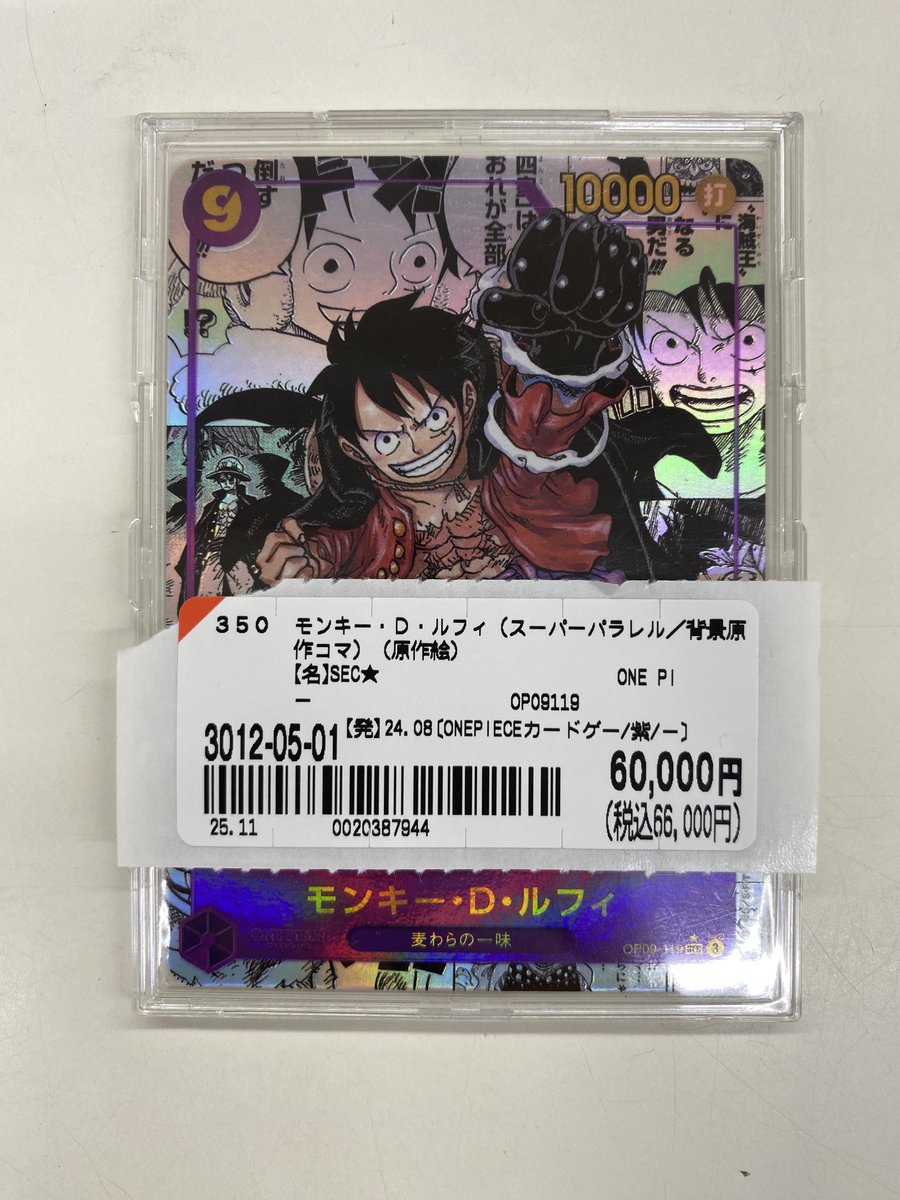 倒す
だっ!!!
四皇は
おれが全部
"海賊王"
に
なる
男だ!!!
!?
9
10000 打
350 モンキー・D・ルフィ（スーパーパラレル／背景原
作コマ）（原作絵）
【名】SEC★ ONE PI
ー OP09119
3012-05-01 【発】24.08〔ONEPIECEカードゲー/紫/ー〕
60,000円
25.11 0020387944 (税込66,000円)
モンキー・D・ルフィ
麦わらの一味
OP09-119 SEC 3